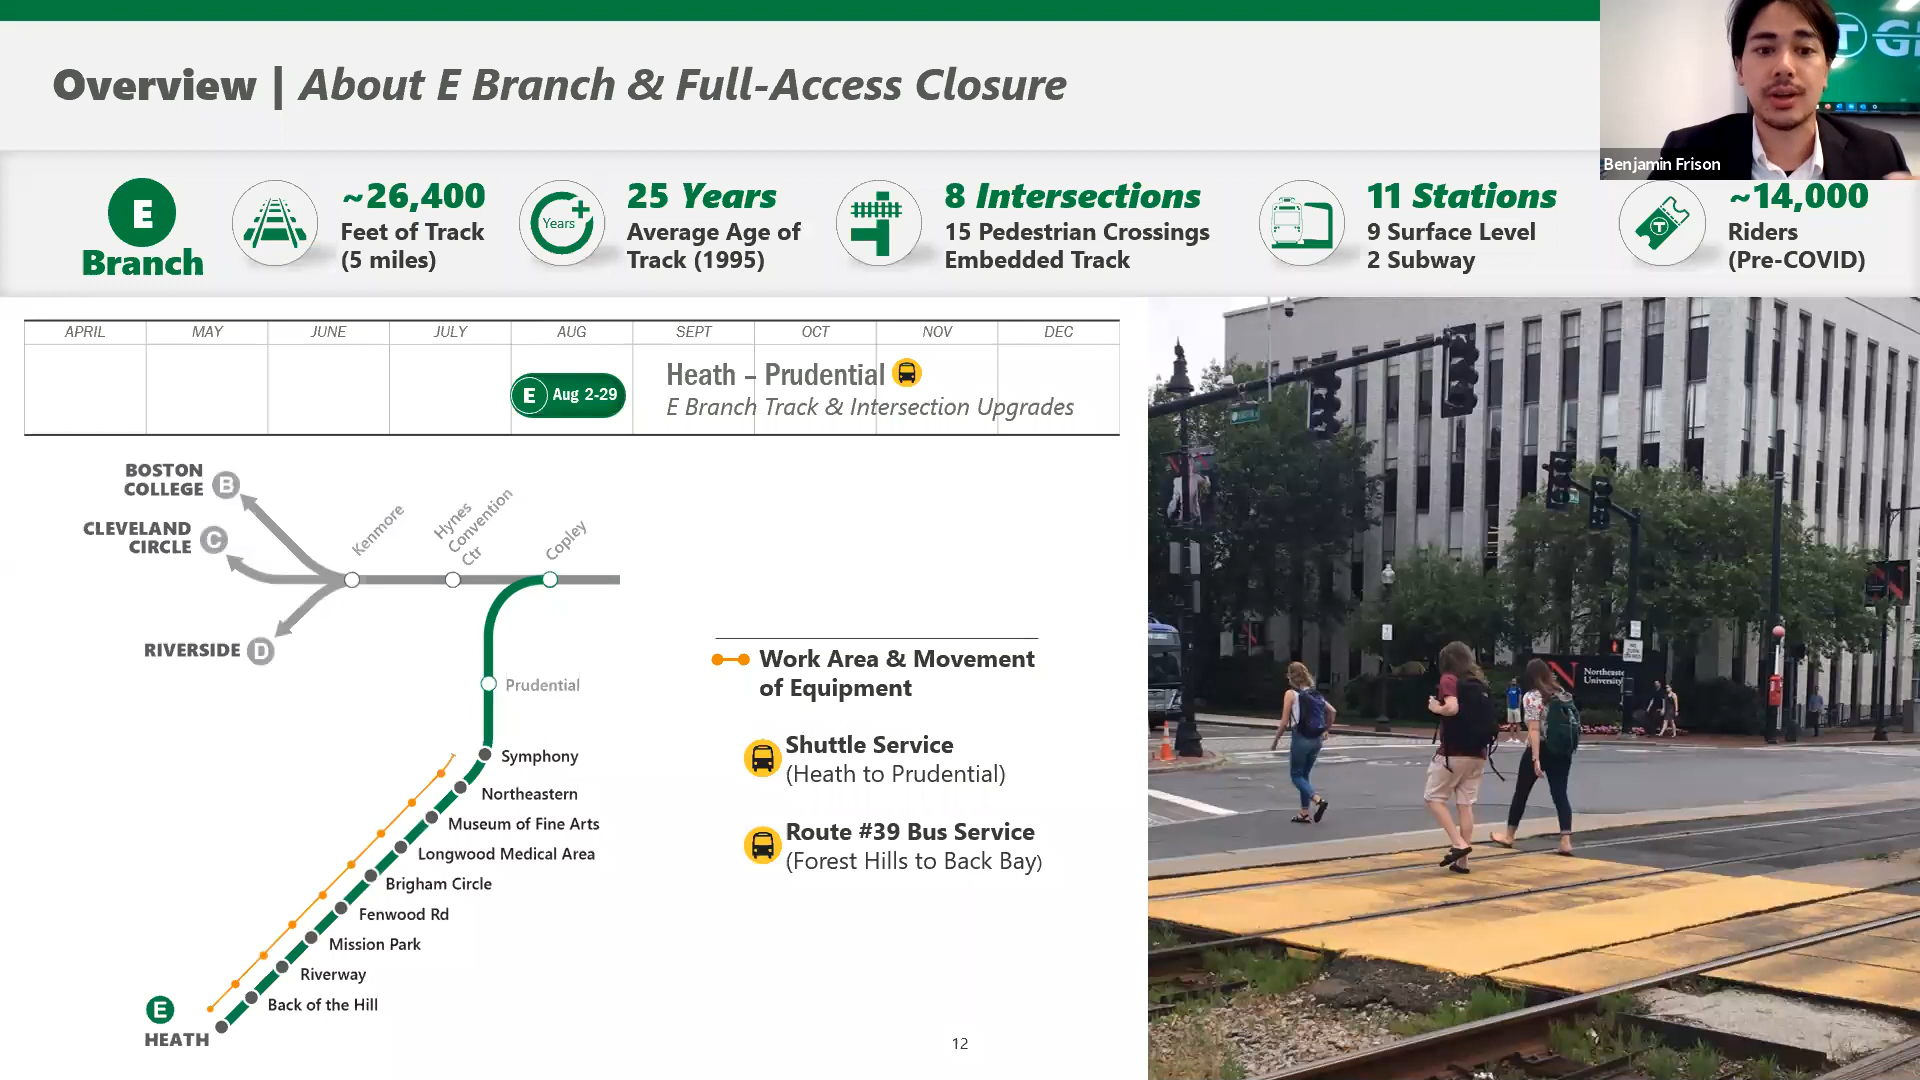 Overview | About E Branch & Full-Access Closure
T
Benjamin Frison
E
Branch
~26,400
Feet of Track
(5 miles)
Years
25 Years
Average Age of
Track (1995)
8 Intersections
15 Pedestrian Crossings
Embedded Track
11 Stations
9 Surface Level
2 Subway
T
~14,000
Riders
(Pre-COVID)
APRIL MAY JUNE JULY AUG SEPT OCT NOV DEC
E Aug 2-29
Heath – Prudential
E Branch Track & Intersection Upgrades
BOSTON
COLLEGE B
CLEVELAND
CIRCLE C
RIVERSIDE D
Kenmore
Hynes
Convention
Ctr
Copley
Prudential
Symphony
Northeastern
Museum of Fine Arts
Longwood Medical Area
Brigham Circle
Fenwood Rd
Mission Park
Riverway
Back of the Hill
E
HEATH
Work Area & Movement
of Equipment
Shuttle Service
(Heath to Prudential)
Route #39 Bus Service
(Forest Hills to Back Bay)
12
N
University